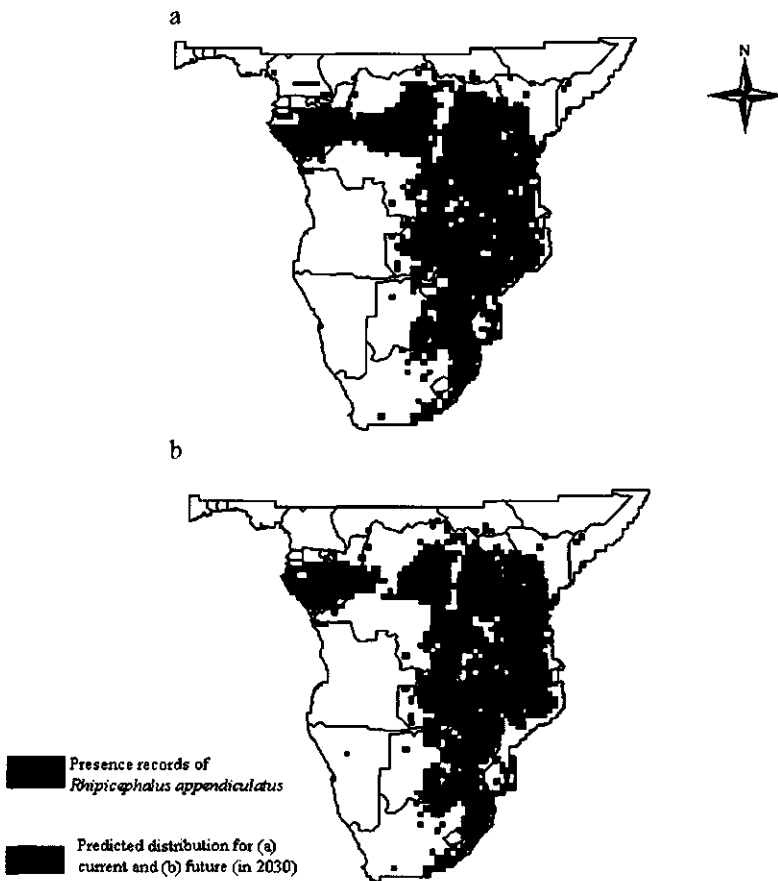 a
N
b
Presence records of
Rhipicephalus appendiculatus
Predicted distribution for (a)
current and (b) future (in 2030)